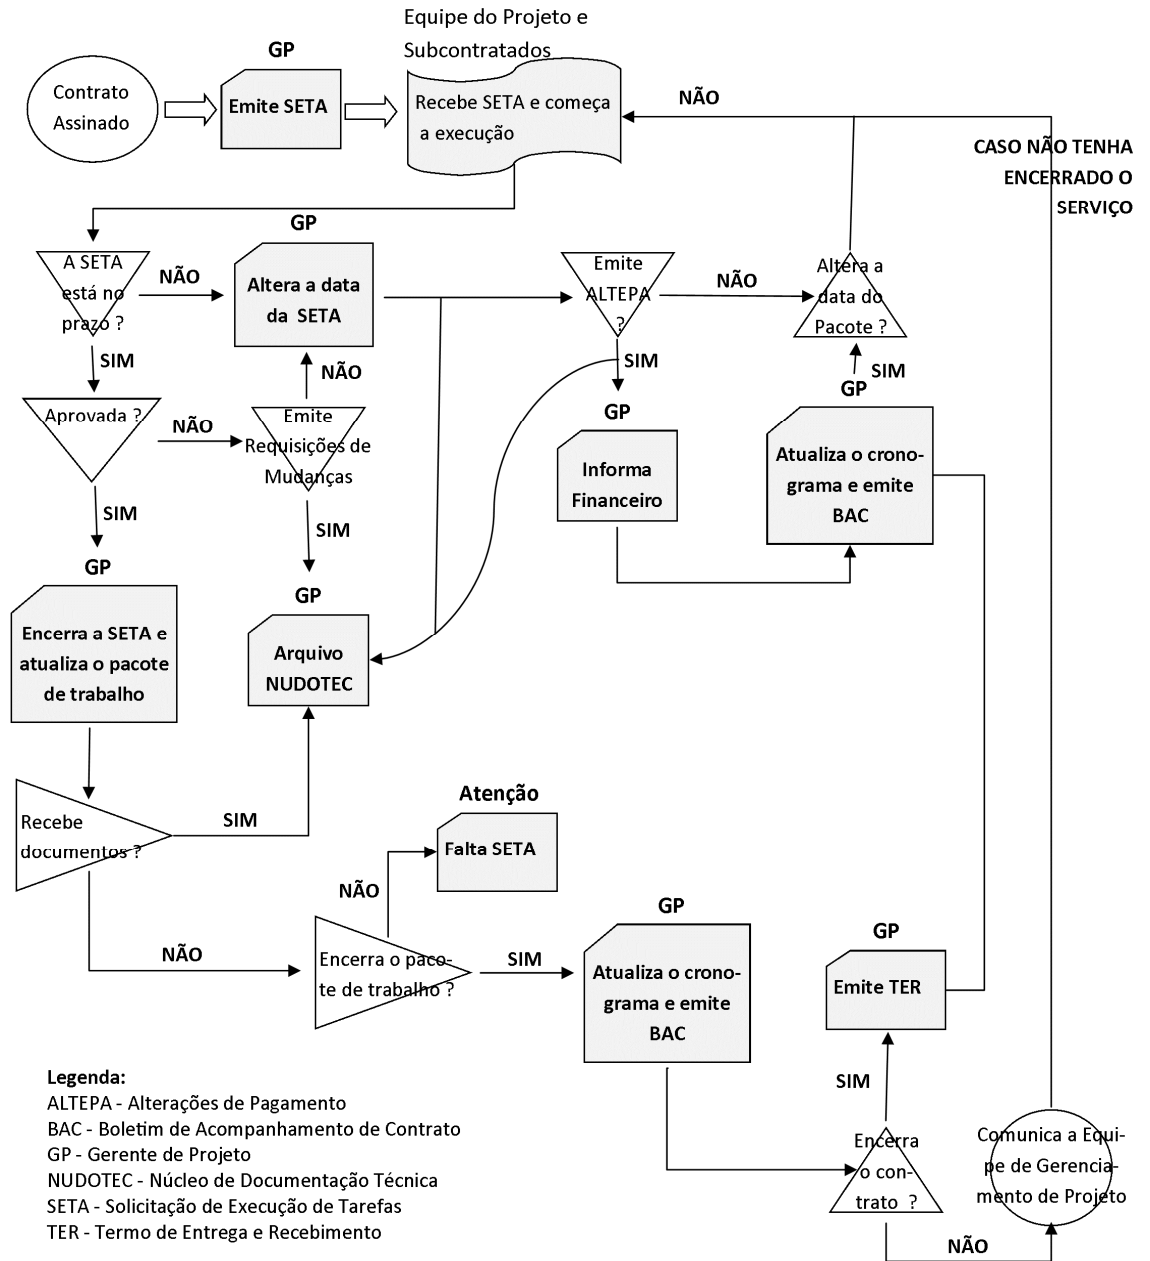 Equipe do Projeto e
Subcontratados
GP
Contrato
Assinado
Emite SETA
Recebe SETA e começa
a execução
NÃO
CASO NÃO TENHA
ENCERRADO O
SERVIÇO
GP
A SETA
está no
prazo ?
NÃO
Altera a data
da SETA
Emite
ALTEPA
?
NÃO
Altera a
data do
Pacote ?
SIM
NÃO
SIM
SIM
GP
Aprovada ?
NÃO
Emite
Requisições de
Mudanças
GP
Informa
Financeiro
Atualiza o crono-
grama e emite
BAC
SIM
SIM
GP
GP
Encerra a SETA e
atualiza o pacote
de trabalho
Arquivo
NUDOTEC
Recebe
documentos ?
SIM
Atenção
Falta SETA
NÃO
NÃO
Encerra o paco-
te de trabalho ?
SIM
GP
Atualiza o crono-
grama e emite
BAC
GP
Emite TER
SIM
Encerra
o con-
trato ?
Comunica a Equi-
pe de Gerencia-
mento de Projeto
NÃO
Legenda:
ALTEPA - Alterações de Pagamento
BAC - Boletim de Acompanhamento de Contrato
GP - Gerente de Projeto
NUDOTEC - Núcleo de Documentação Técnica
SETA - Solicitação de Execução de Tarefas
TER - Termo de Entrega e Recebimento